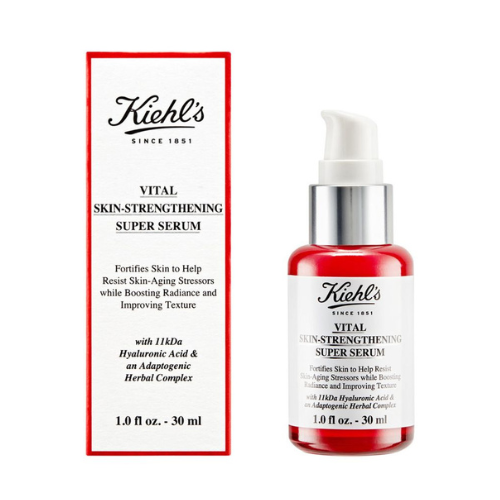 Kiehl's
SINCE 1851
VITAL
SKIN-STRENGTHENING
SUPER SERUM
Fortifies Skin to Help
Resist Skin-Aging Stressors
while Boosting Radiance and
Improving Texture
with 11kDa
Hyaluronic Acid &
an Adaptogenic
Herbal Complex
1.0 fl oz. - 30 ml
Kiehl's
SINCE 1851
VITAL
SKIN-STRENGTHENING
SUPER SERUM
Fortifies Skin to Help Resist
Skin-Aging Stressors while Boosting
Radiance and Improving Texture
with 11kDa Hyaluronic Acid &
an Adaptogenic Herbal Complex
1.0 fl oz. - 30 ml